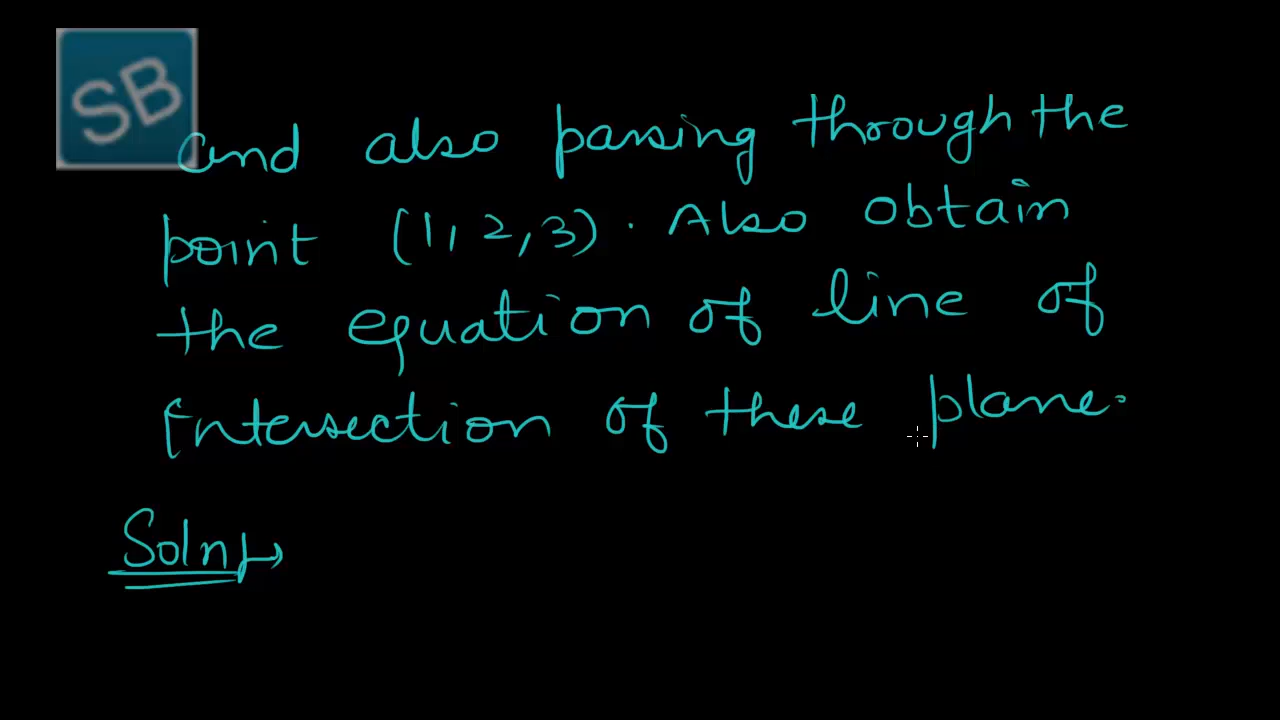 SB
and also passing through the
point (1, 2, 3). Also obtain
the equation of line of
Intersection of these plane.
Soln